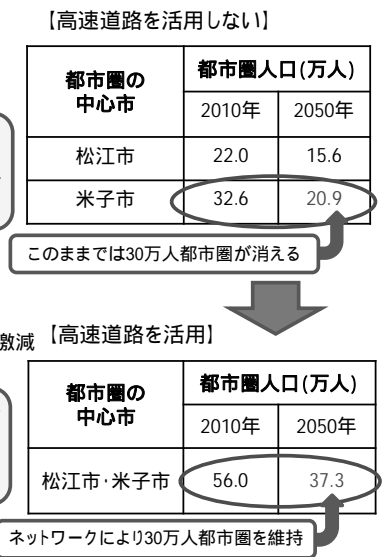 【高速道路を活用しない】
都市圏の
中心市
都市圏人口(万人)
2010年 2050年
松江市 22.0 15.6
米子市 32.6 20.9
このままでは30万人都市圏が消える
激減
【高速道路を活用】
都市圏の
中心市
都市圏人口(万人)
2010年 2050年
松江市・米子市 56.0 37.3
ネットワークにより30万人都市圏を維持